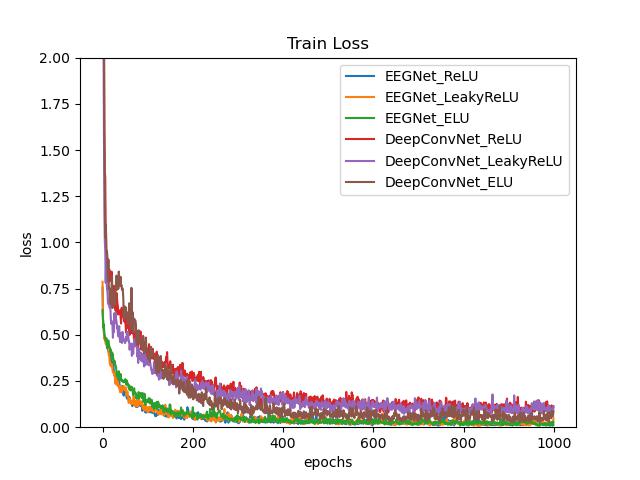 Train Loss
2.00
1.75
1.50
1.25
1.00
0.75
0.50
0.25
0.00
loss
EEGNet_ReLU
EEGNet_LeakyReLU
EEGNet_ELU
DeepConvNet_ReLU
DeepConvNet_LeakyReLU
DeepConvNet_ELU
0 200 400 600 800 1000
epochs